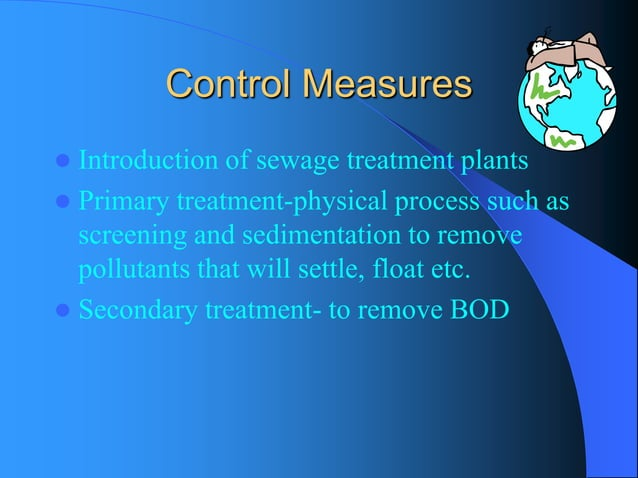 Control Measures
Introduction of sewage treatment plants
Primary treatment-physical process such as
screening and sedimentation to remove
pollutants that will settle, float etc.
Secondary treatment- to remove BOD